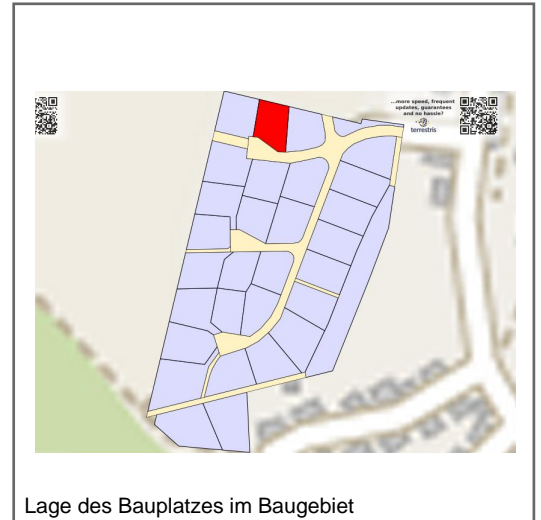 ...more speed, frequent
updates, guarantees
and no hassle?
terrestris
Lage des Bauplatzes im Baugebiet